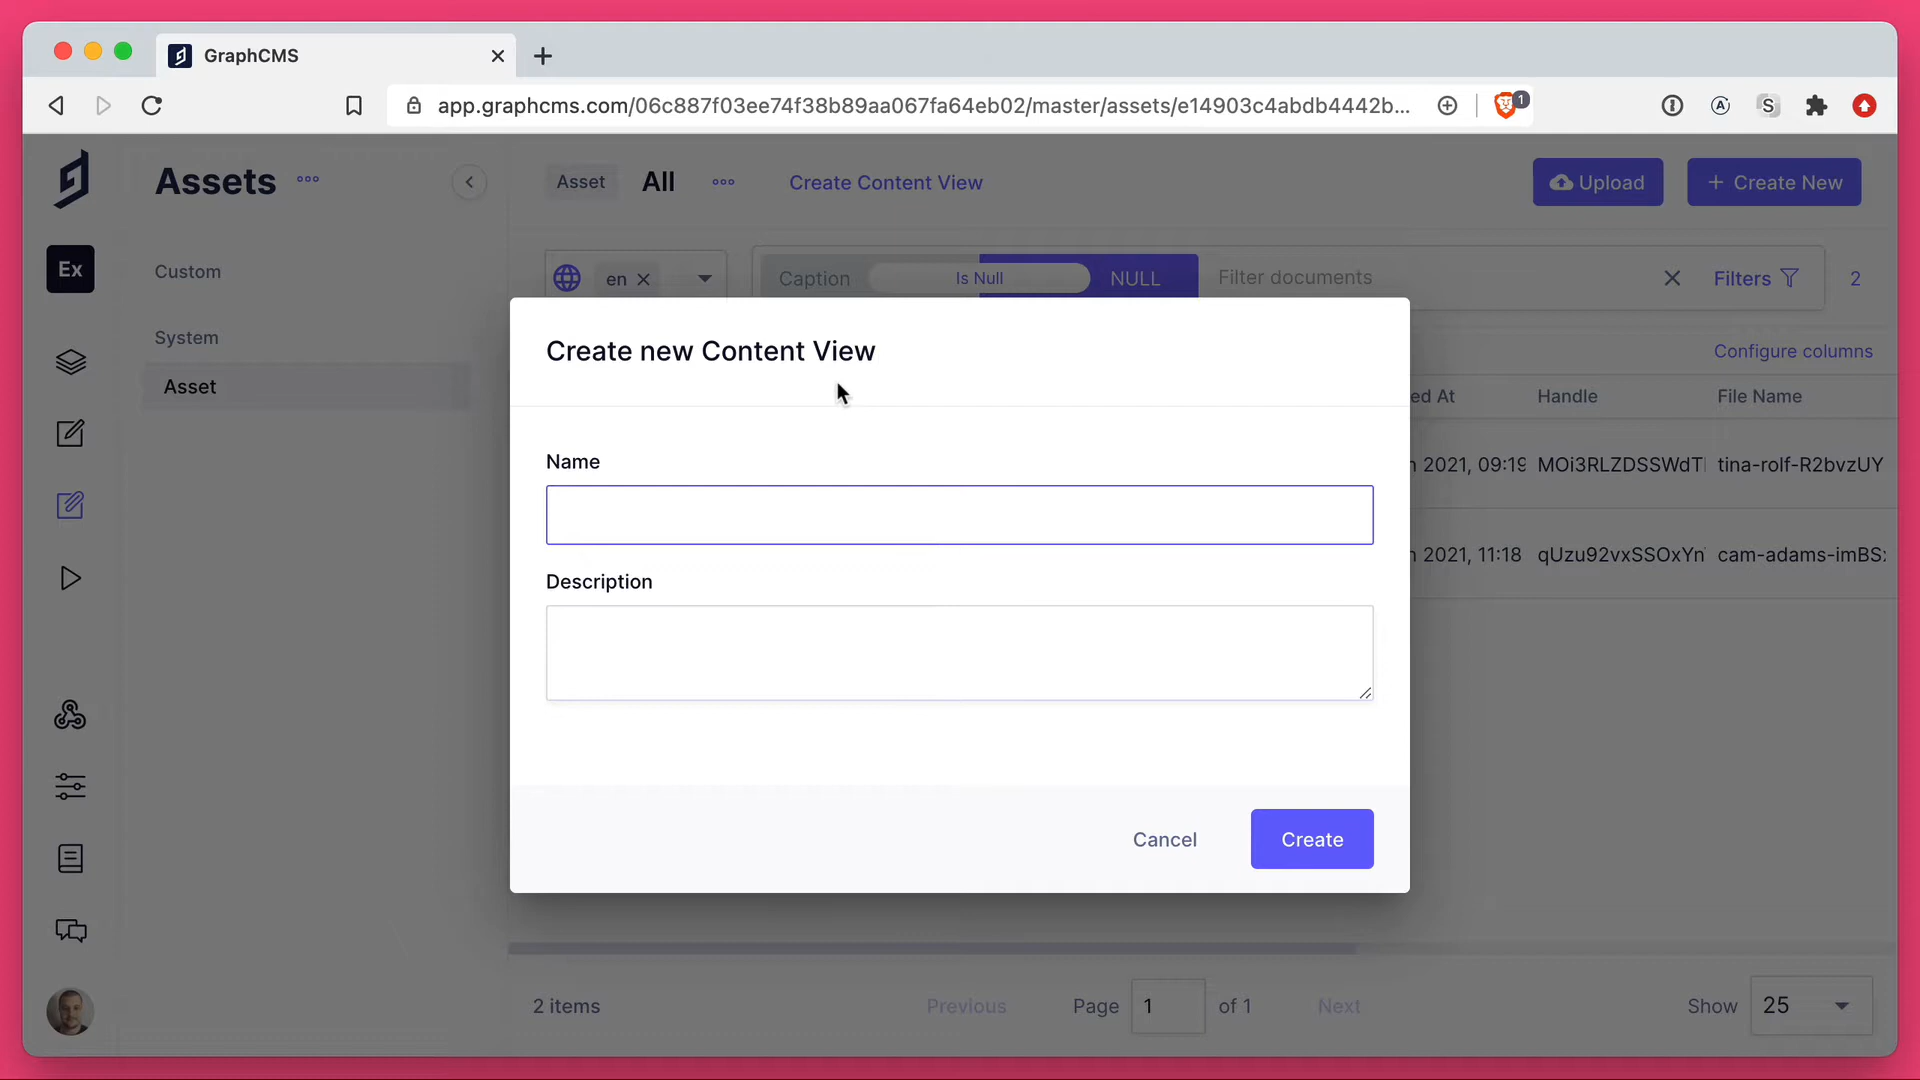 GraphCMS
app.graphcms.com/06c887f03ee74f38b89aa067fa64eb02/master/assets/e14903c4abdb4442b...
1
Assets
Asset
All
Create Content View
Upload
+ Create New
Ex
Custom
en
Caption
Is Null
NULL
Filter documents
Filters
2
System
Asset
Create new Content View
Configure columns
ed At
Handle
File Name
Name
2021, 09:19
MOi3RLZDSSWdT
tina-rolf-R2bvzUY
2021, 11:18
qUzu92vxSSOxYn
cam-adams-imBS
Description
Cancel
Create
2 items
Previous
Page
1
of 1
Next
Show
25